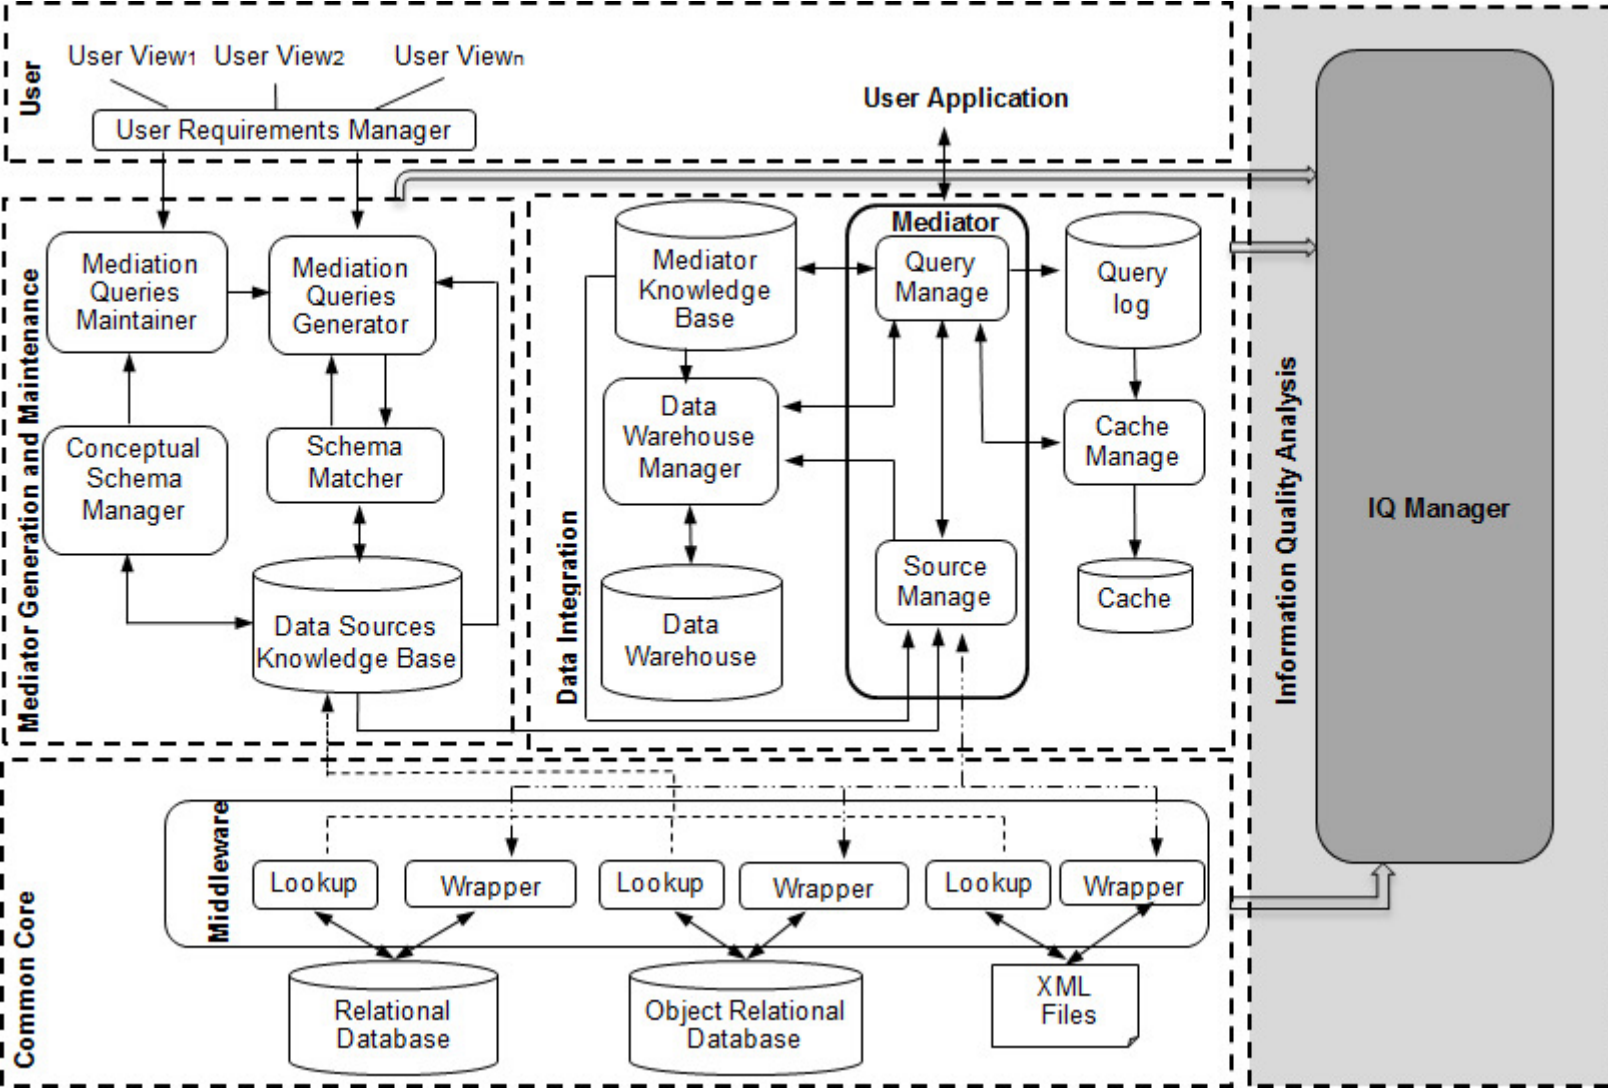 User View1 User View2 User Viewn
User
User Requirements Manager
User Application
Mediator Generation and Maintenance
Mediation
Queries
Maintainer
Mediation
Queries
Generator
Conceptual
Schema
Manager
Schema
Matcher
Data Sources
Knowledge Base
Data Integration
Mediator
Knowledge
Base
Mediator
Query
Manage
Query
log
Data
Warehouse
Manager
Cache
Manage
Data
Warehouse
Source
Manage
Cache
Information Quality Analysis
IQ Manager
Common Core
Middleware
Lookup
Wrapper
Lookup
Wrapper
Lookup
Wrapper
Relational
Database
Object Relational
Database
XML
Files